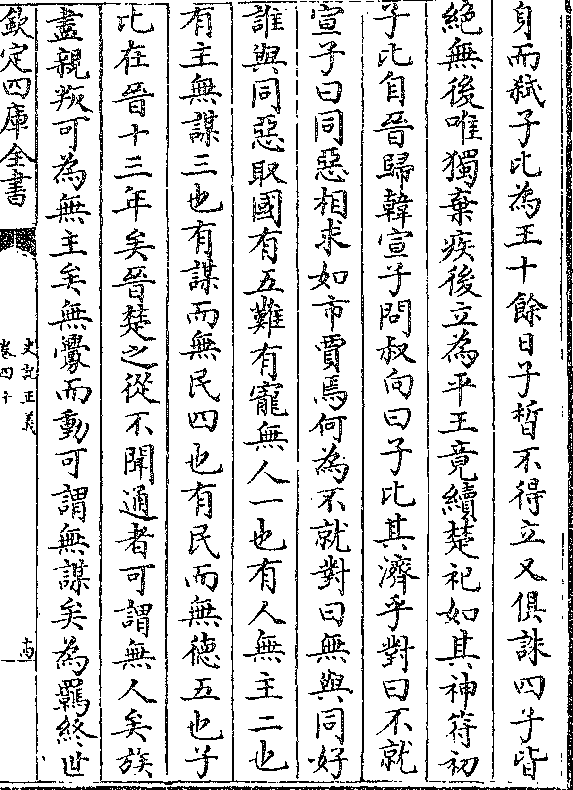 身而弑子比為王十餘日子晳不得立又俱誅四子皆
絶無後唯獨棄疾後立為平王竟續楚祀如其神符初
子比自晉歸韓宣子問叔向曰子比其濟乎對曰不就
宣子曰同惡相求如市賈焉何為不就對曰無與同好
誰與同惡取國有五難有寵無人一也有人無主二也
有主無謀三也有謀而無民四也有民而無徳五也子
比在晉十三年矣晉楚之從不聞通者可謂無人矣族
盡親叛可為無主矣無釁而動可謂無謀矣為羈終世
欽定四庫全書
史記正義
卷四十
十四